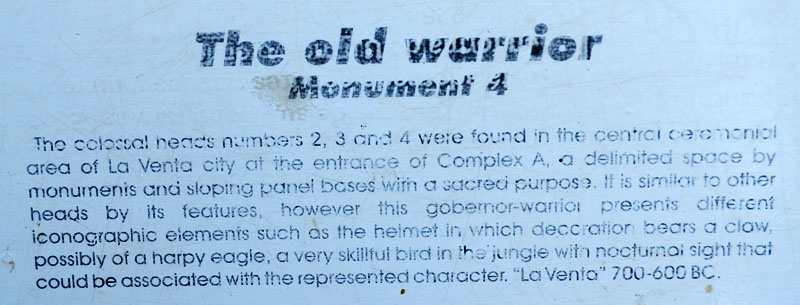 The old warrior
Monument 4
The colossal heads numbers 2, 3 and 4 were found in the central ceremonial
area of La Venta city at the entrance of Complex A, a delimited space by
monuments and sloping panel bases with a sacred purpose. It is similar to other
heads by its features, however this gobernor-warrior presents different
iconographic elements such as the helmet in which decoration bears a claw,
possibly of a harpy eagle, a very skillful bird in the jungle with nocturnal sight that
could be associated with the represented character. "La Venta" 700-600 BC.